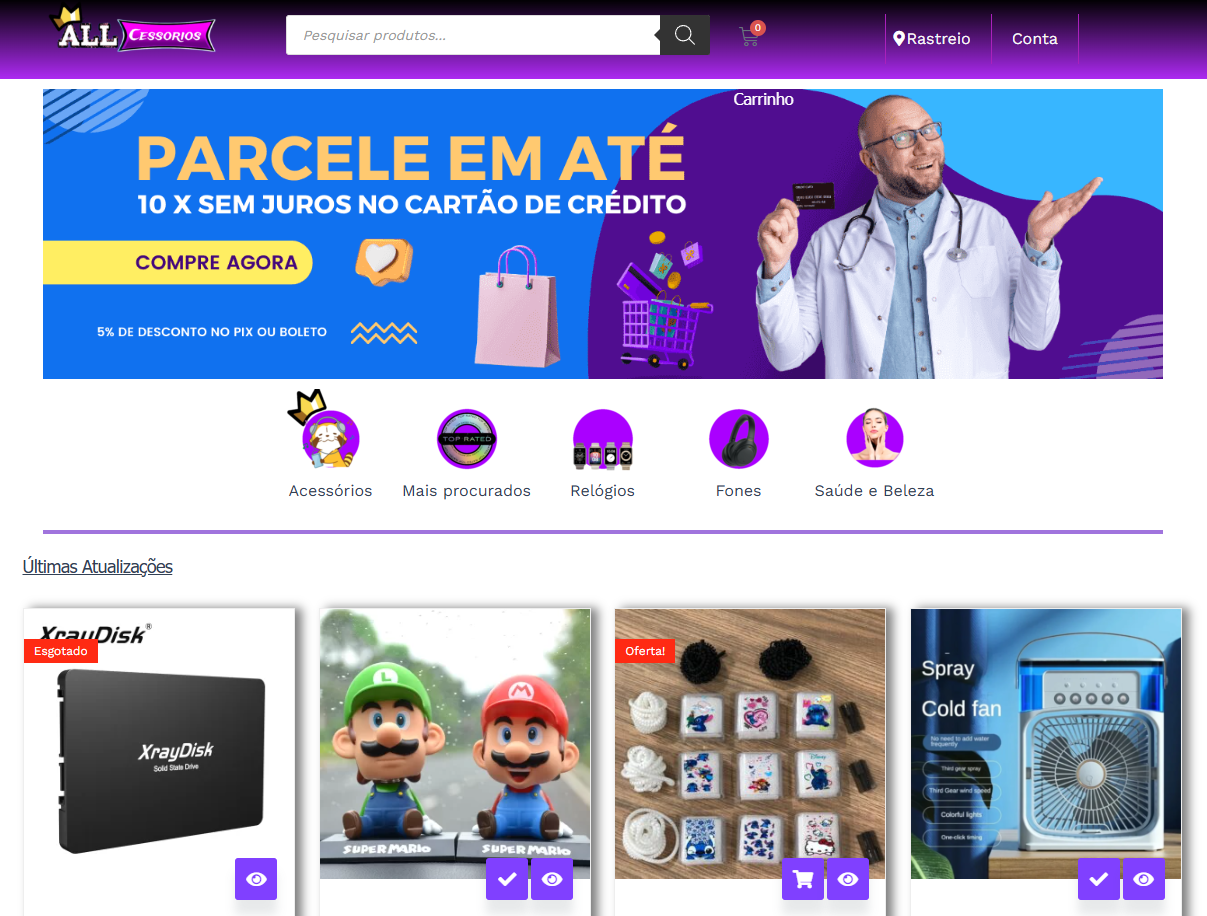 ALL CESSORIOS
Pesquisar produtos...
0
Rastreio
Conta
Carrinho
PARCELE EM ATÉ
10 X SEM JUROS NO CARTÃO DE CRÉDITO
COMPRE AGORA
5% DE DESCONTO NO PIX OU BOLETO
TOP RATED
Acessórios
Mais procurados
Relógios
Fones
Saúde e Beleza
Últimas Atualizações
XrayDisk®
Esgotado
XrayDisk
Solid State Drive
L
M
SUPER MARIO
SUPER MARIO
Oferta!
Spray
Cold fan
No need to add water
frequently
Third gear spray
Third Gear wind speed
Colorful lights
One-click timing